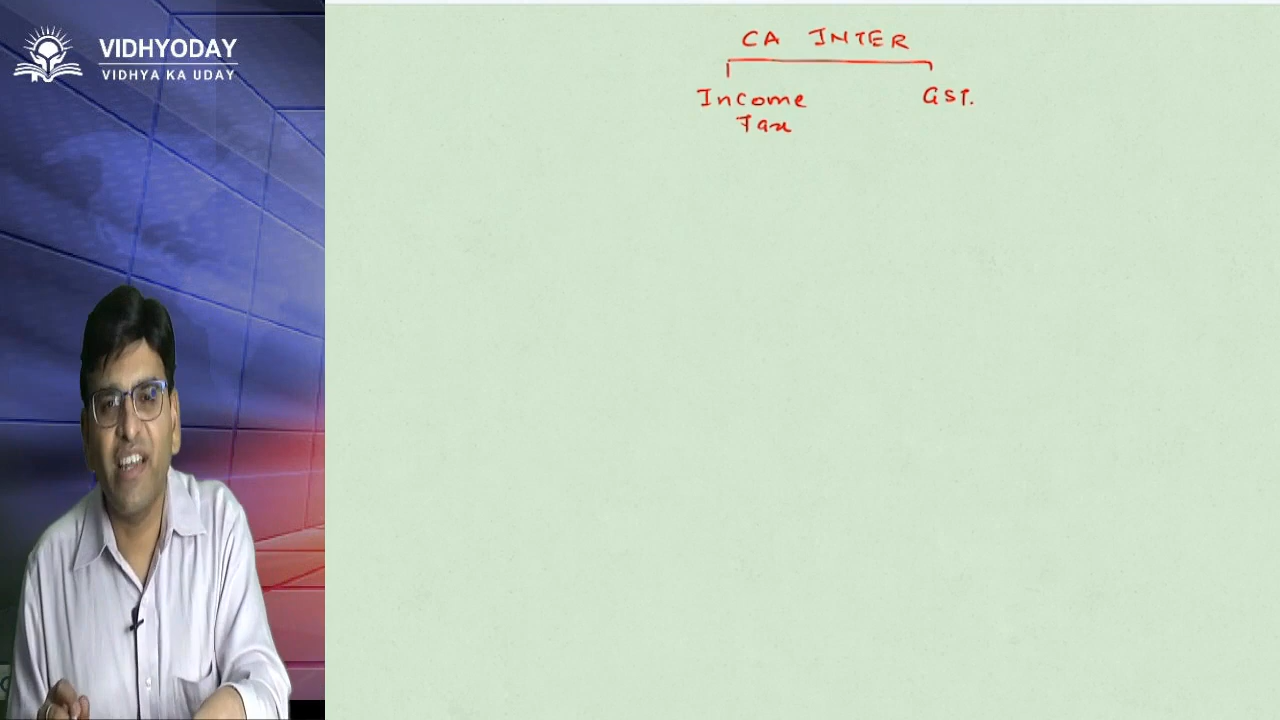 VIDHYODAY
VIDHYA KA UDAY
CA INTER
Income
Tax
GST.